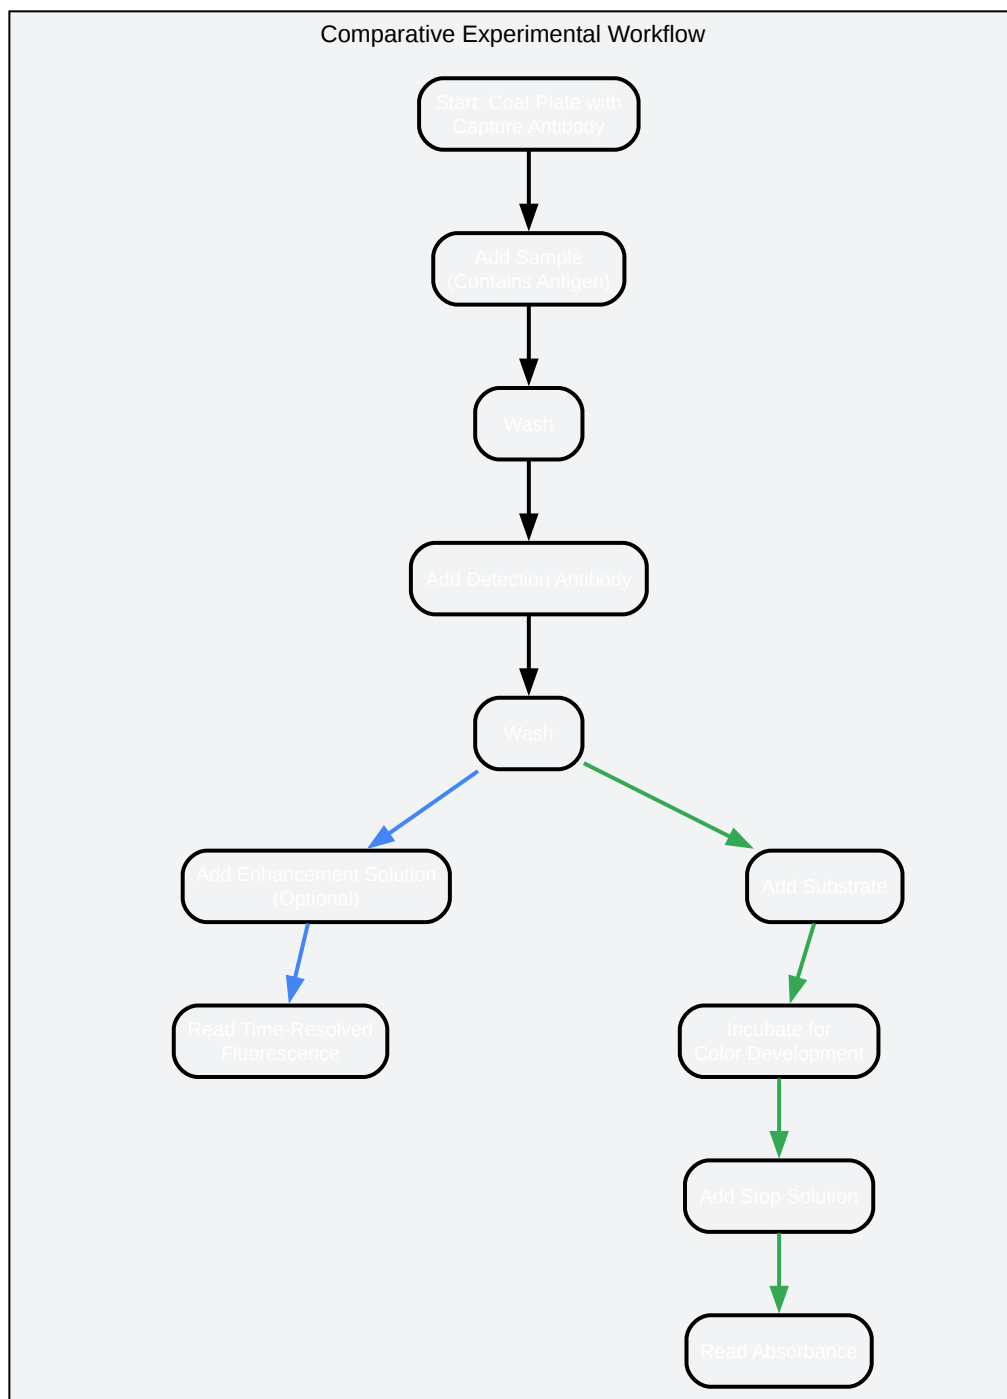 Comparative Experimental Workflow
Start: Coat Plate with
Capture Antibody
Add Sample
(Contains Antigen)
Wash
Add Detection Antibody
Wash
Add Enhancement Solution
(Optional)
Add Substrate
Read Time-Resolved
Fluorescence
Incubate for
Color Development
Add Stop Solution
Read Absorbance